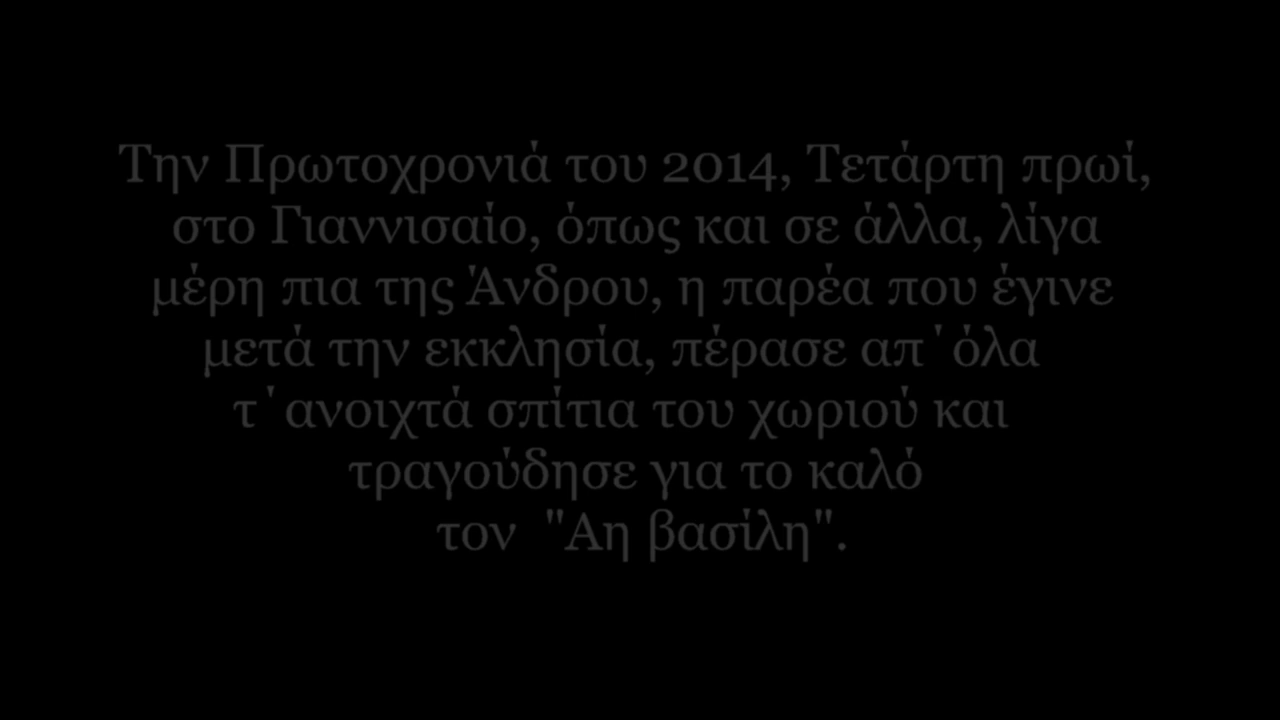 Την Πρωτοχρονιά του 2014, Τετάρτη πρωί,
στο Γιαννισαίο, όπως και σε άλλα, λίγα
μέρη πια της Άνδρου, η παρέα που έγινε
μετά την εκκλησία, πέρασε απ΄όλα
τ΄ανοιχτά σπίτια του χωριού και
τραγούδησε για το καλό
τον "Αη βασίλη".